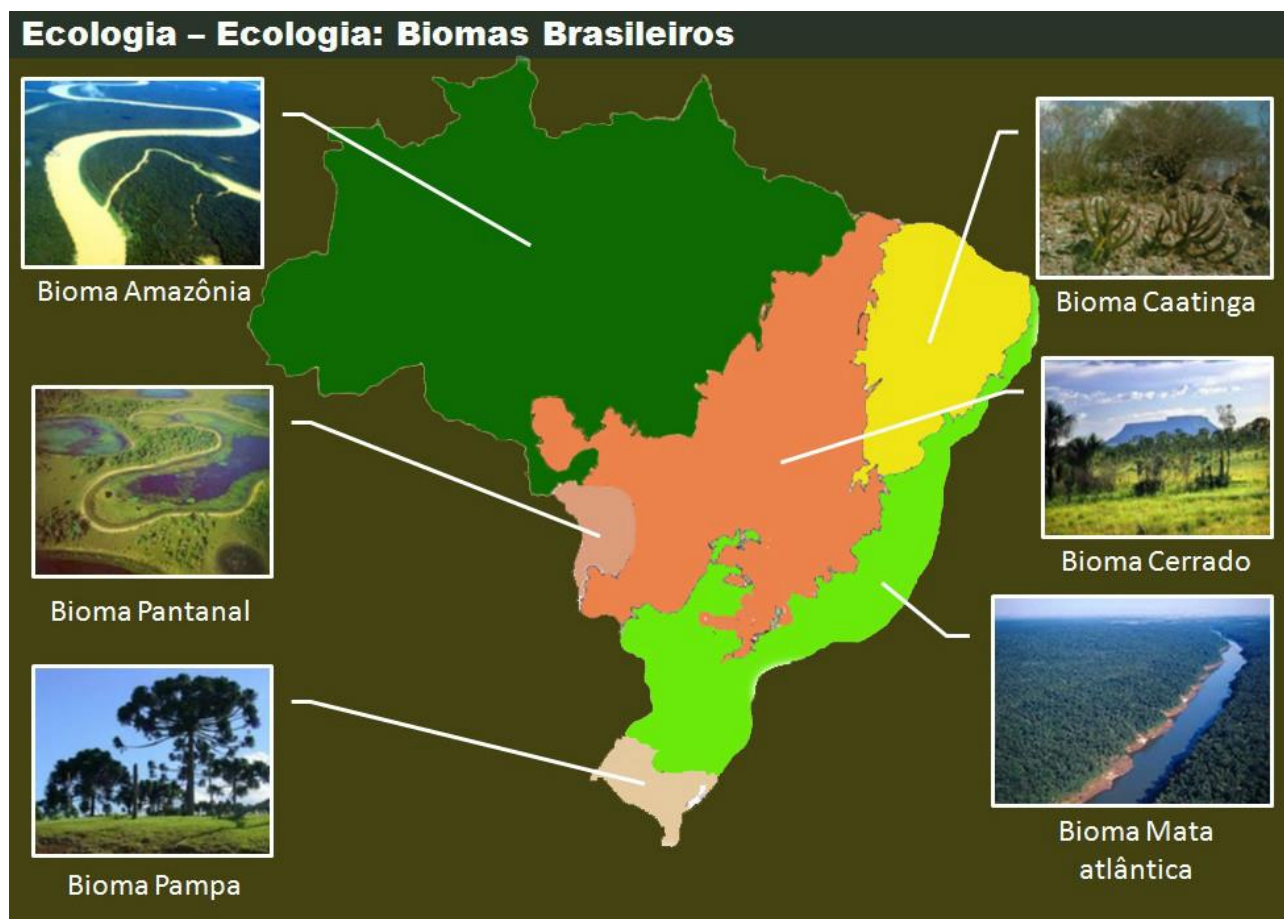 Ecologia – Ecologia: Biomas Brasileiros
Bioma Amazônia
Bioma Pantanal
Bioma Pampa
Bioma Caatinga
Bioma Cerrado
Bioma Mata
atlântica